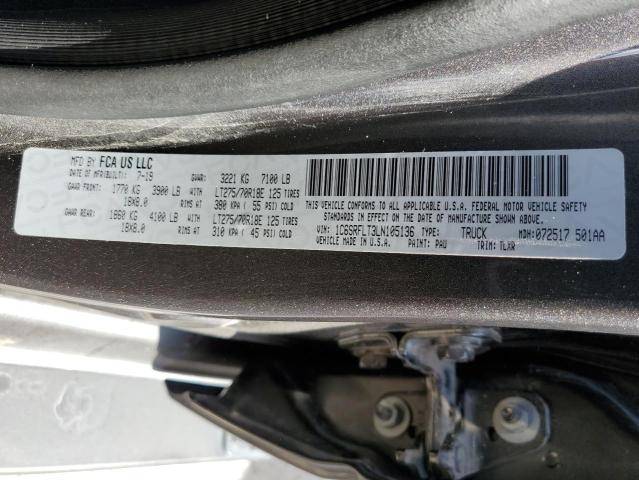 MFD BY FCA US LLC
DATE OF MFR/BUILT: 7-19 GVWR: 3221 KG 7100 LB
GAWR FRONT: 1770 KG 3900 LB WITH LT275/70R18E 125 TIRES
18X8.0 RIMS AT 380 KPA ( 55 PSI) COLD
GAWR REAR: 1860 KG 4100 LB WITH LT275/70R18E 125 TIRES
18X8.0 RIMS AT 310 KPA ( 45 PSI) COLD
THIS VEHICLE CONFORMS TO ALL APPLICABLE U.S.A. FEDERAL MOTOR VEHICLE SAFETY
STANDARDS IN EFFECT ON THE DATE OF MANUFACTURE SHOWN ABOVE.
VIN: 1C6SRFLT3LN105136 TYPE: TRUCK MDH: 072517 501AA
PAINT: PAU TRIM: TLXR